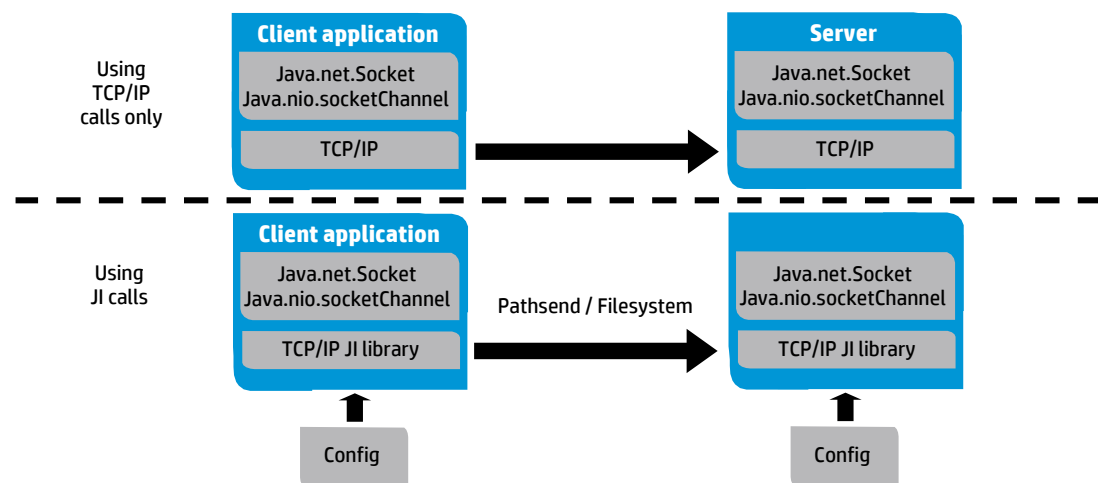 Using
TCP/IP
calls only
Client application
Java.net.Socket
Java.nio.socketChannel
TCP/IP
Server
Java.net.Socket
Java.nio.socketChannel
TCP/IP
Using
JI calls
Client application
Java.net.Socket
Java.nio.socketChannel
TCP/IP JI library
Pathsend / Filesystem
Java.net.Socket
Java.nio.socketChannel
TCP/IP JI library
Config
Config